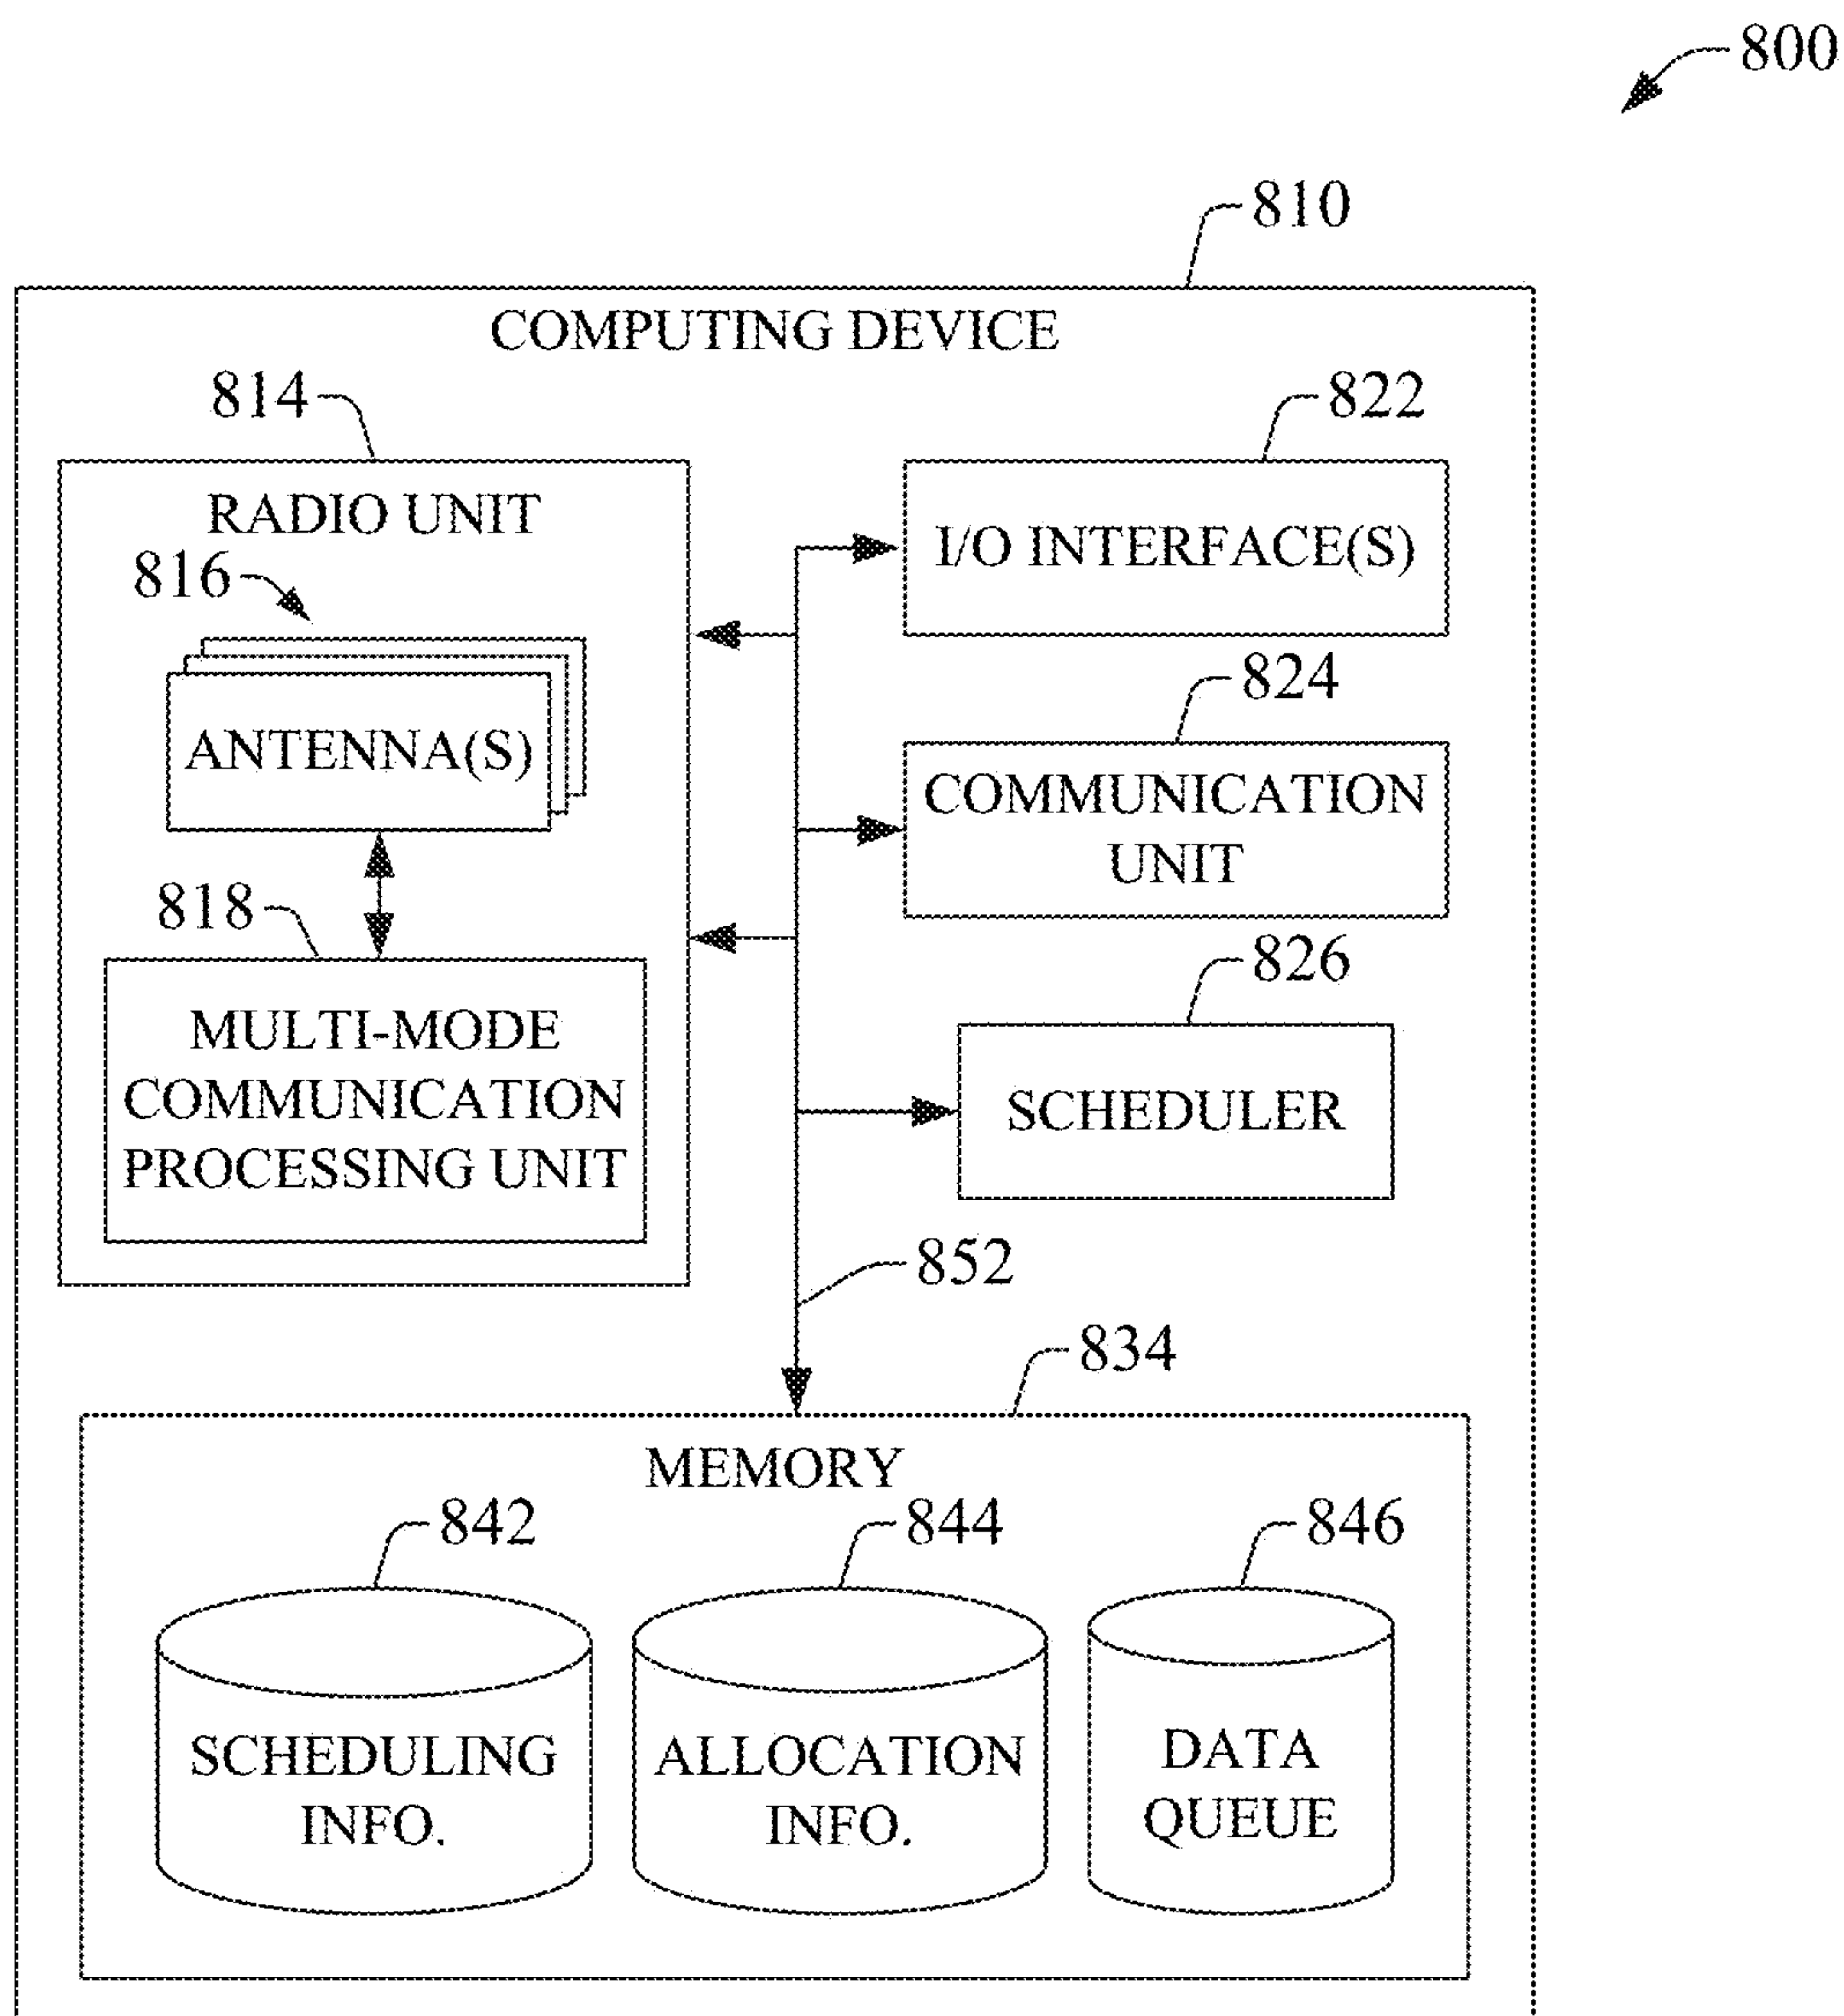 800
810
COMPUTING DEVICE
814
822
RADIO UNIT
I/O INTERFACE(S)
816
ANTENNA(S)
824
COMMUNICATION
UNIT
818
826
MULTI-MODE
COMMUNICATION
PROCESSING UNIT
SCHEDULER
852
834
MEMORY
842
844
846
SCHEDULING
INFO.
ALLOCATION
INFO.
DATA
QUEUE